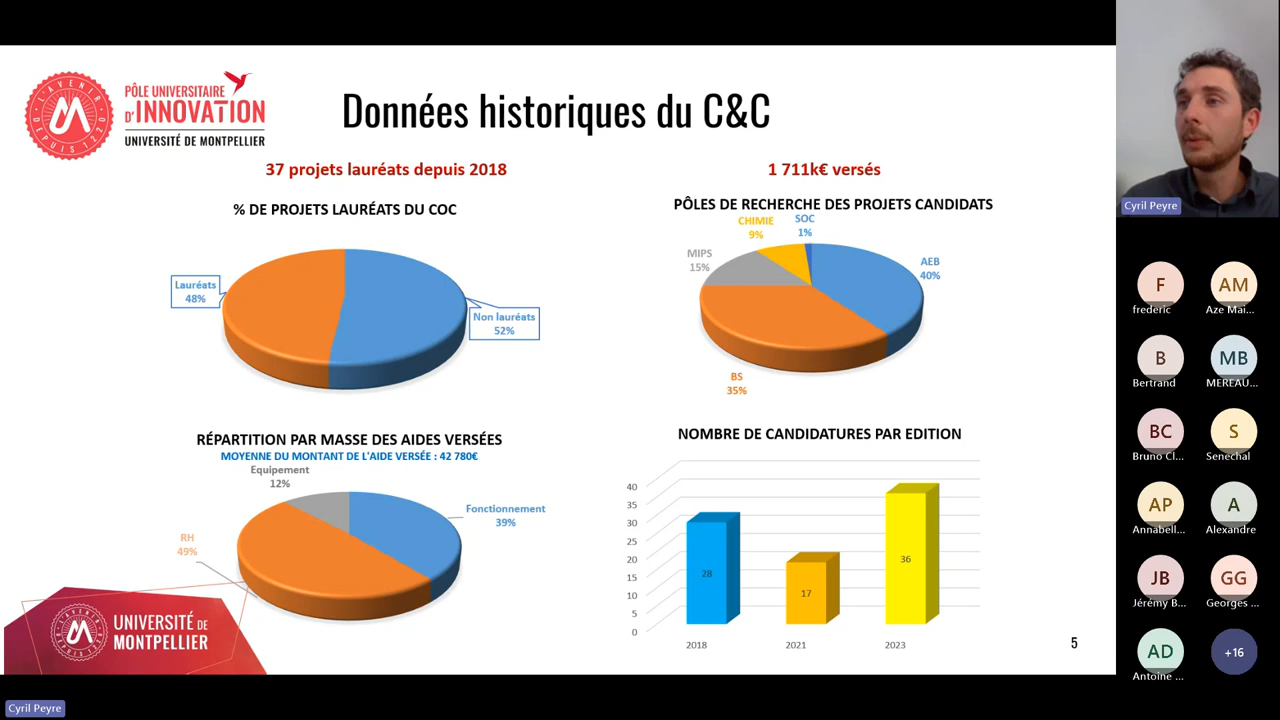 L'AVENIR
DEPUIS 1220
PÔLE UNIVERSITAIRE
D'INNOVATION
UNIVERSITÉ DE MONTPELLIER
Données historiques du C&C
37 projets lauréats depuis 2018
1 711k€ versés
% DE PROJETS LAURÉATS DU COC
Lauréats
48%
Non lauréats
52%
PÔLES DE RECHERCHE DES PROJETS CANDIDATS
CHIMIE
9%
SOC
1%
MIPS
15%
AEB
40%
BS
35%
RÉPARTITION PAR MASSE DES AIDES VERSÉES
MOYENNE DU MONTANT DE L'AIDE VERSÉE : 42 780€
Equipement
12%
Fonctionnement
39%
RH
49%
NOMBRE DE CANDIDATURES PAR EDITION
40
35
30
25
20
15
10
5
0
28
17
36
2018
2021
2023
UNIVERSITÉ DE
MONTPELLIER
5
Cyril Peyre
F
frederic
AM
Aze Mai...
B
Bertrand
MB
MEREAU...
BC
Bruno Cl...
S
Senechal
AP
Annabell...
A
Alexandre
JB
Jérémy B...
GG
Georges ...
AD
Antoine ...
+16
Cyril Peyre